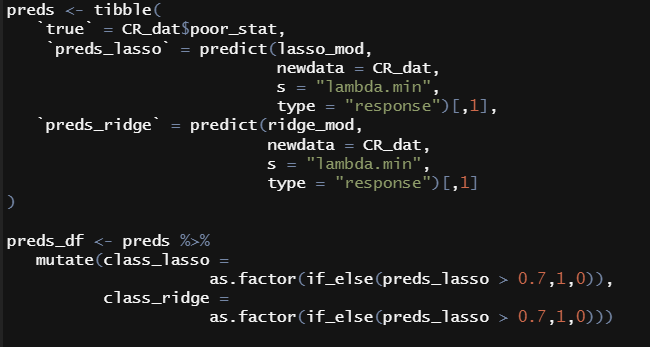 preds <- tibble(
`true` = CR_dat$poor_stat,
`preds_lasso` = predict(lasso_mod,
newdata = CR_dat,
s = "lambda.min",
type = "response")[,1],
`preds_ridge` = predict(ridge_mod,
newdata = CR_dat,
s = "lambda.min",
type = "response")[,1]
)
preds_df <- preds %>%
mutate(class_lasso =
as.factor(if_else(preds_lasso > 0.7,1,0)),
class_ridge =
as.factor(if_else(preds_lasso > 0.7,1,0)))